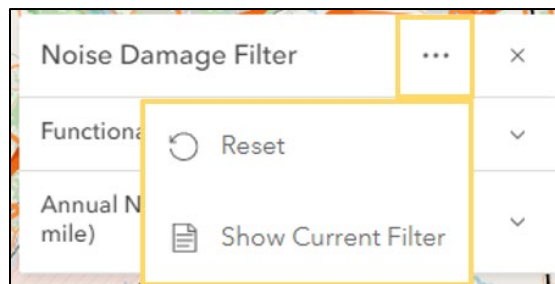 Noise Damage Filter
Functiona
Reset
Annual N
mile)
Show Current Filter